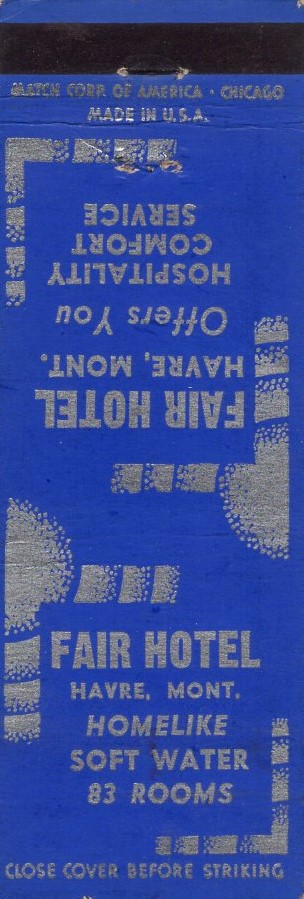 MATCH CORP. OF AMERICA · CHICAGO
MADE IN U.S.A.
FAIR HOTEL
HAVRE, MONT.
Offers You
HOSPITALITY
COMFORT
SERVICE
FAIR HOTEL
HAVRE, MONT.
HOMELIKE
SOFT WATER
83 ROOMS
CLOSE COVER BEFORE STRIKING